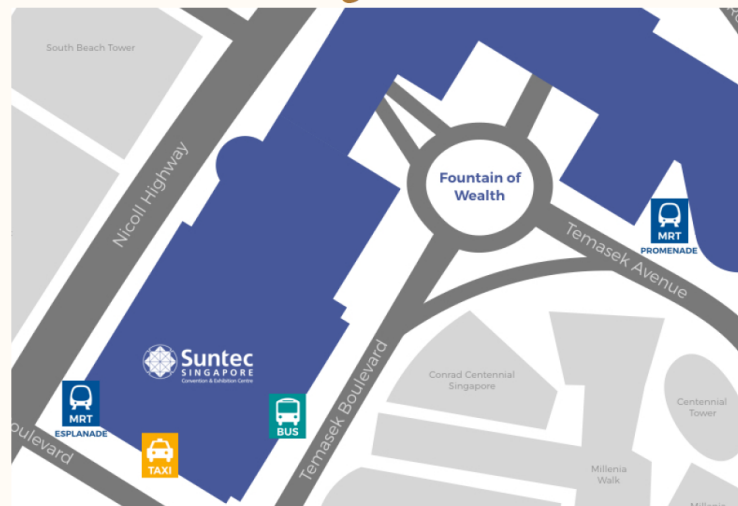 South Beach Tower
Nicoll Highway
Fountain of
Wealth
MRT
PROMENADE
Temasek Avenue
Suntec
SINGAPORE
Convention & Exhibition Centre
Temasek Boulevard
Conrad Centennial
Singapore
Centennial
Tower
MRT
ESPLANADE
BUS
TAXI
Millenia
Walk